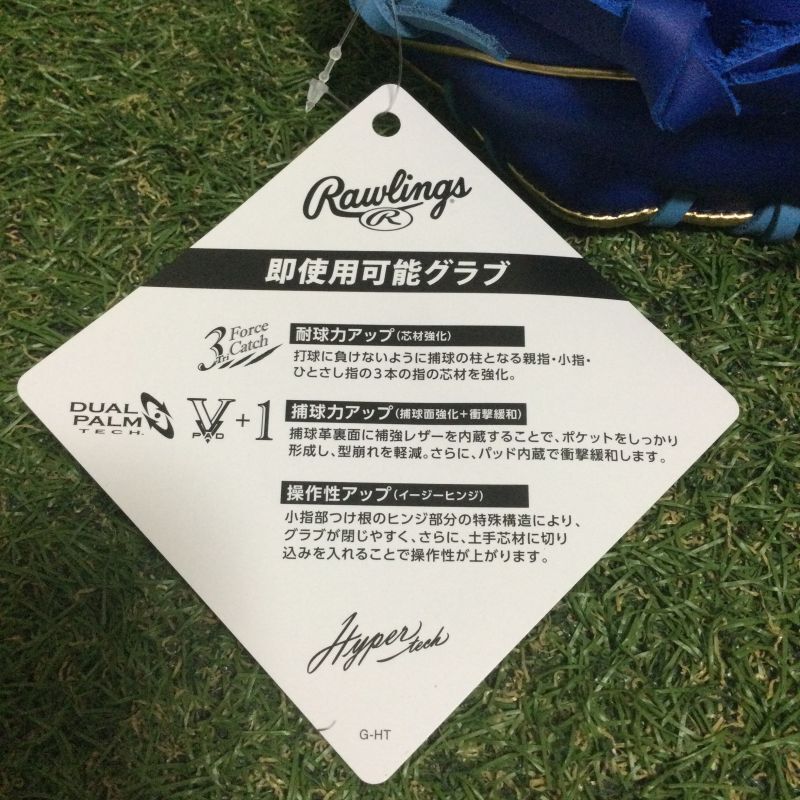 Rawlings
R
即使用可能グラブ
3 Force
Tri Catch
耐球力アップ(芯材強化)
打球に負けないように捕球の柱となる親指・小指・
ひとさし指の3本の指の芯材を強化。
DUAL
PALM
TECH.
V
PAD
+1
捕球力アップ(捕球面強化+衝撃緩和)
捕球革裏面に補強レザーを内蔵することで、ポケットをしっかり
形成し、型崩れを軽減。さらに、パッド内蔵で衝撃緩和します。
操作性アップ(イージーヒンジ)
小指部つけ根のヒンジ部分の特殊構造により、
グラブが閉じやすく、さらに、土手芯材に切り
込みを入れることで操作性が上がります。
Hyper tech
G-HT